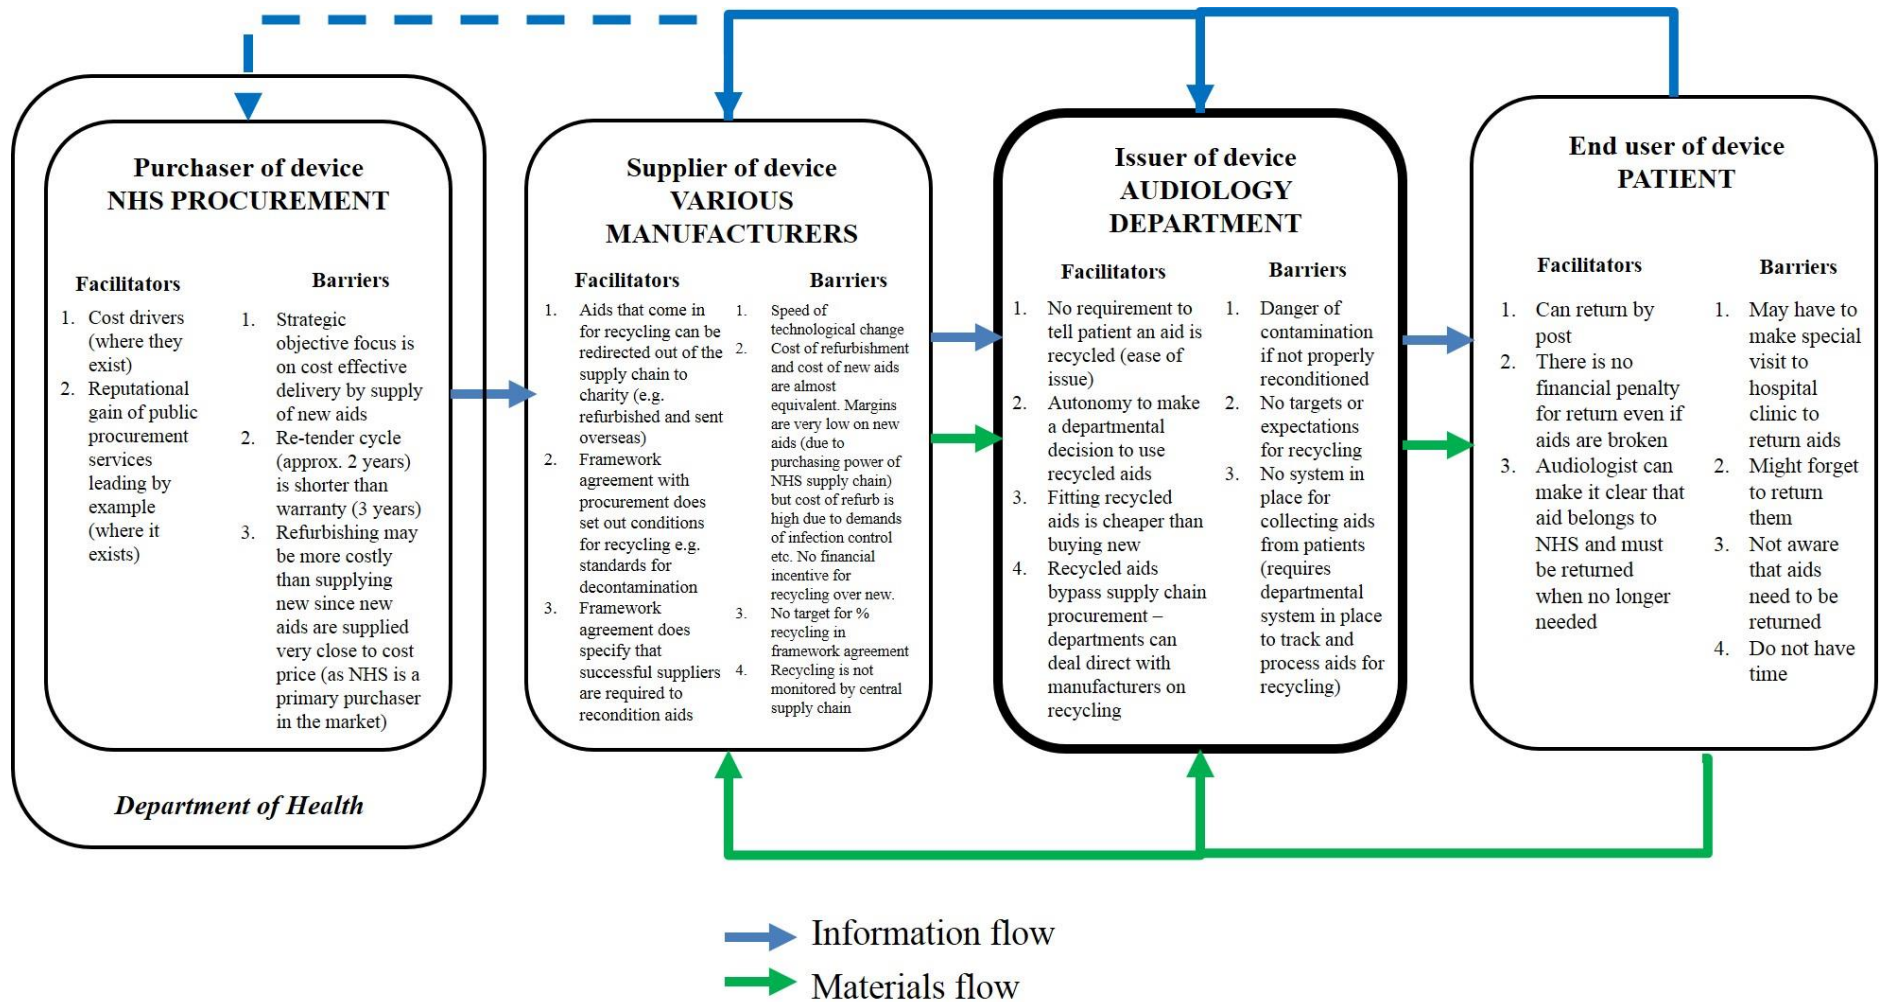 Purchaser of device
NHS PROCUREMENT
Facilitators
1. Cost drivers
(where they
exist)
2. Reputational
gain of public
procurement
services
leading by
example
(where it
exists)
Barriers
1. Strategic
objective focus is
on cost effective
delivery by supply
of new aids
2. Re-tender cycle
(approx. 2 years)
is shorter than
warranty (3 years)
3. Refurbishing may
be more costly
than supplying
new since new
aids are supplied
very close to cost
price (as NHS is a
primary purchaser
in the market)
Department of Health
Supplier of device
VARIOUS
MANUFACTURERS
Facilitators
1. Aids that come in
for recycling can be
redirected out of the
supply chain to
charity (e.g.
refurbished and sent
overseas)
2. Framework
agreement with
procurement does
set out conditions
for recycling e.g.
standards for
decontamination
3. Framework
agreement does
specify that
successful suppliers
are required to
recondition aids
Barriers
1. Speed of
technological change
2. Cost of refurbishment
and cost of new aids
are almost
equivalent. Margins
are very low on new
aids (due to
purchasing power of
NHS supply chain)
but cost of refurb is
high due to demands
of infection control
etc. No financial
incentive for
recycling over new.
3. No target for %
recycling in
framework agreement
4. Recycling is not
monitored by central
supply chain
Issuer of device
AUDIOLOGY
DEPARTMENT
Facilitators
1. No requirement to
tell patient an aid is
recycled (ease of
issue)
2. Autonomy to make
a departmental
decision to use
recycled aids
3. Fitting recycled
aids is cheaper than
buying new
4. Recycled aids
bypass supply chain
procurement –
departments can
deal direct with
manufacturers on
recycling
Barriers
1. Danger of
contamination
if not properly
reconditioned
2. No targets or
expectations
for recycling
3. No system in
place for
collecting aids
from patients
(requires
departmental
system in place
to track and
process aids for
recycling)
End user of device
PATIENT
Facilitators
1. Can return by
post
2. There is no
financial penalty
for return even if
aids are broken
3. Audiologist can
make it clear that
aid belongs to
NHS and must
be returned
when no longer
needed
Barriers
1. May have to
make special
visit to
hospital
clinic to
return aids
2. Might forget
to return
them
3. Not aware
that aids
need to be
returned
4. Do not have
time
Information flow
Materials flow